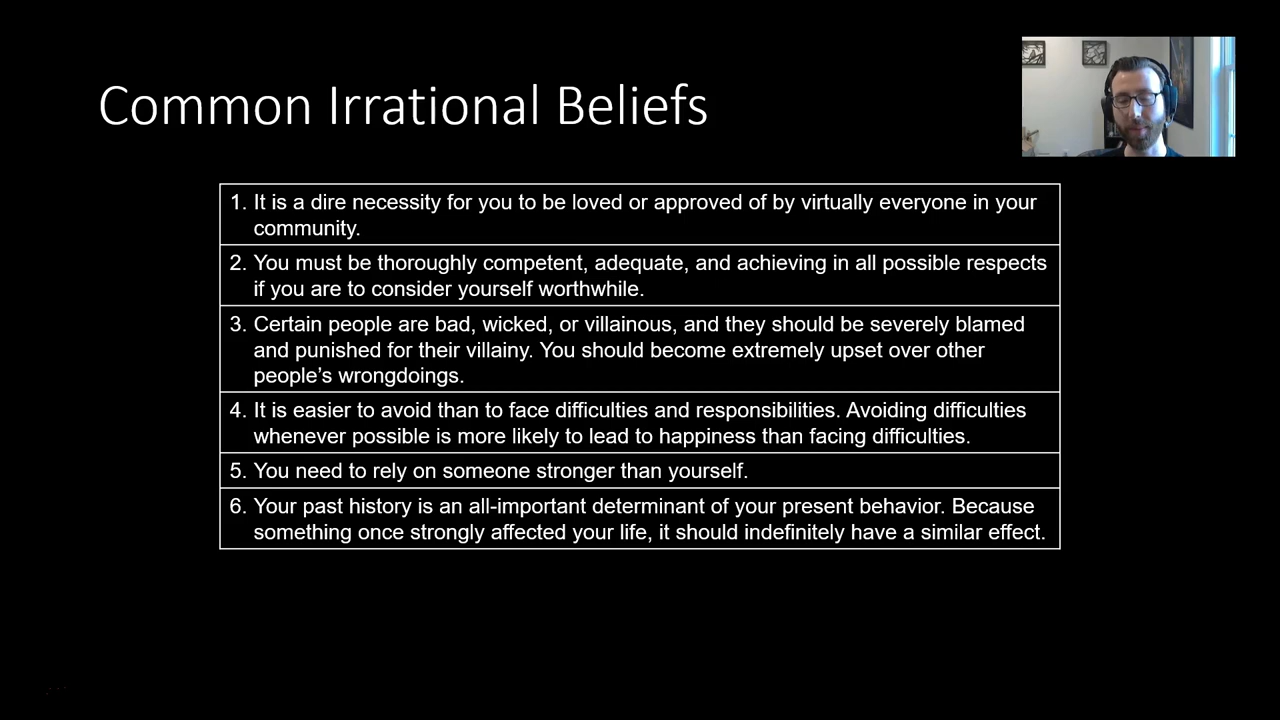 Common Irrational Beliefs
1. It is a dire necessity for you to be loved or approved of by virtually everyone in your
community.
2. You must be thoroughly competent, adequate, and achieving in all possible respects
if you are to consider yourself worthwhile.
3. Certain people are bad, wicked, or villainous, and they should be severely blamed
and punished for their villainy. You should become extremely upset over other
people’s wrongdoings.
4. It is easier to avoid than to face difficulties and responsibilities. Avoiding difficulties
whenever possible is more likely to lead to happiness than facing difficulties.
5. You need to rely on someone stronger than yourself.
6. Your past history is an all-important determinant of your present behavior. Because
something once strongly affected your life, it should indefinitely have a similar effect.